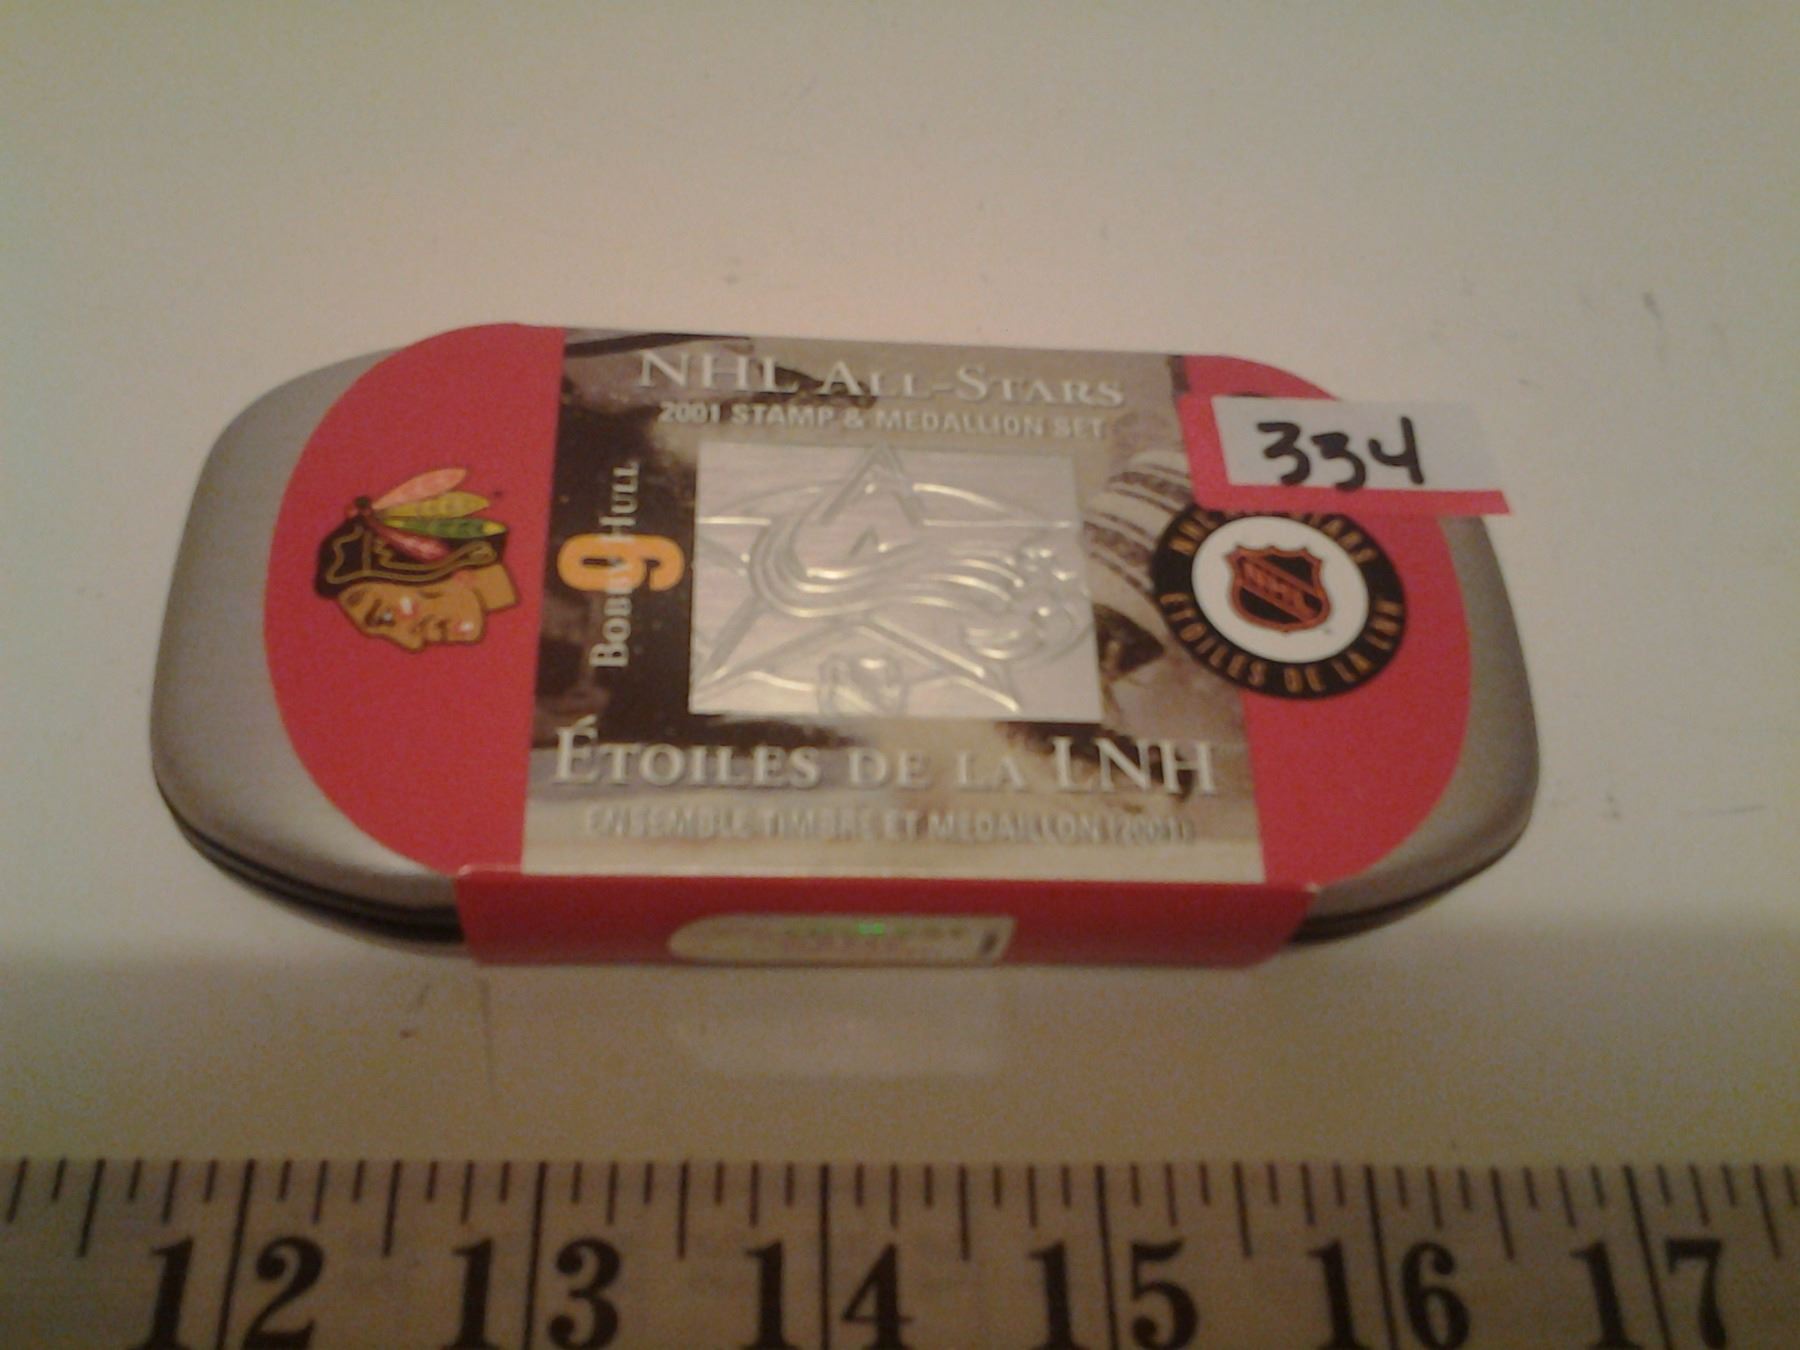 NHL ALL-STARS
2001 STAMP & MEDALLION SET
334
BOBBY HULL
9
NHL
ÉTOILES DE LA LNH
ÉTOILES DE LA LNH
ENSEMBLE TIMBRE ET MÉDAILLON (2001)
12 13 14 15 16 17